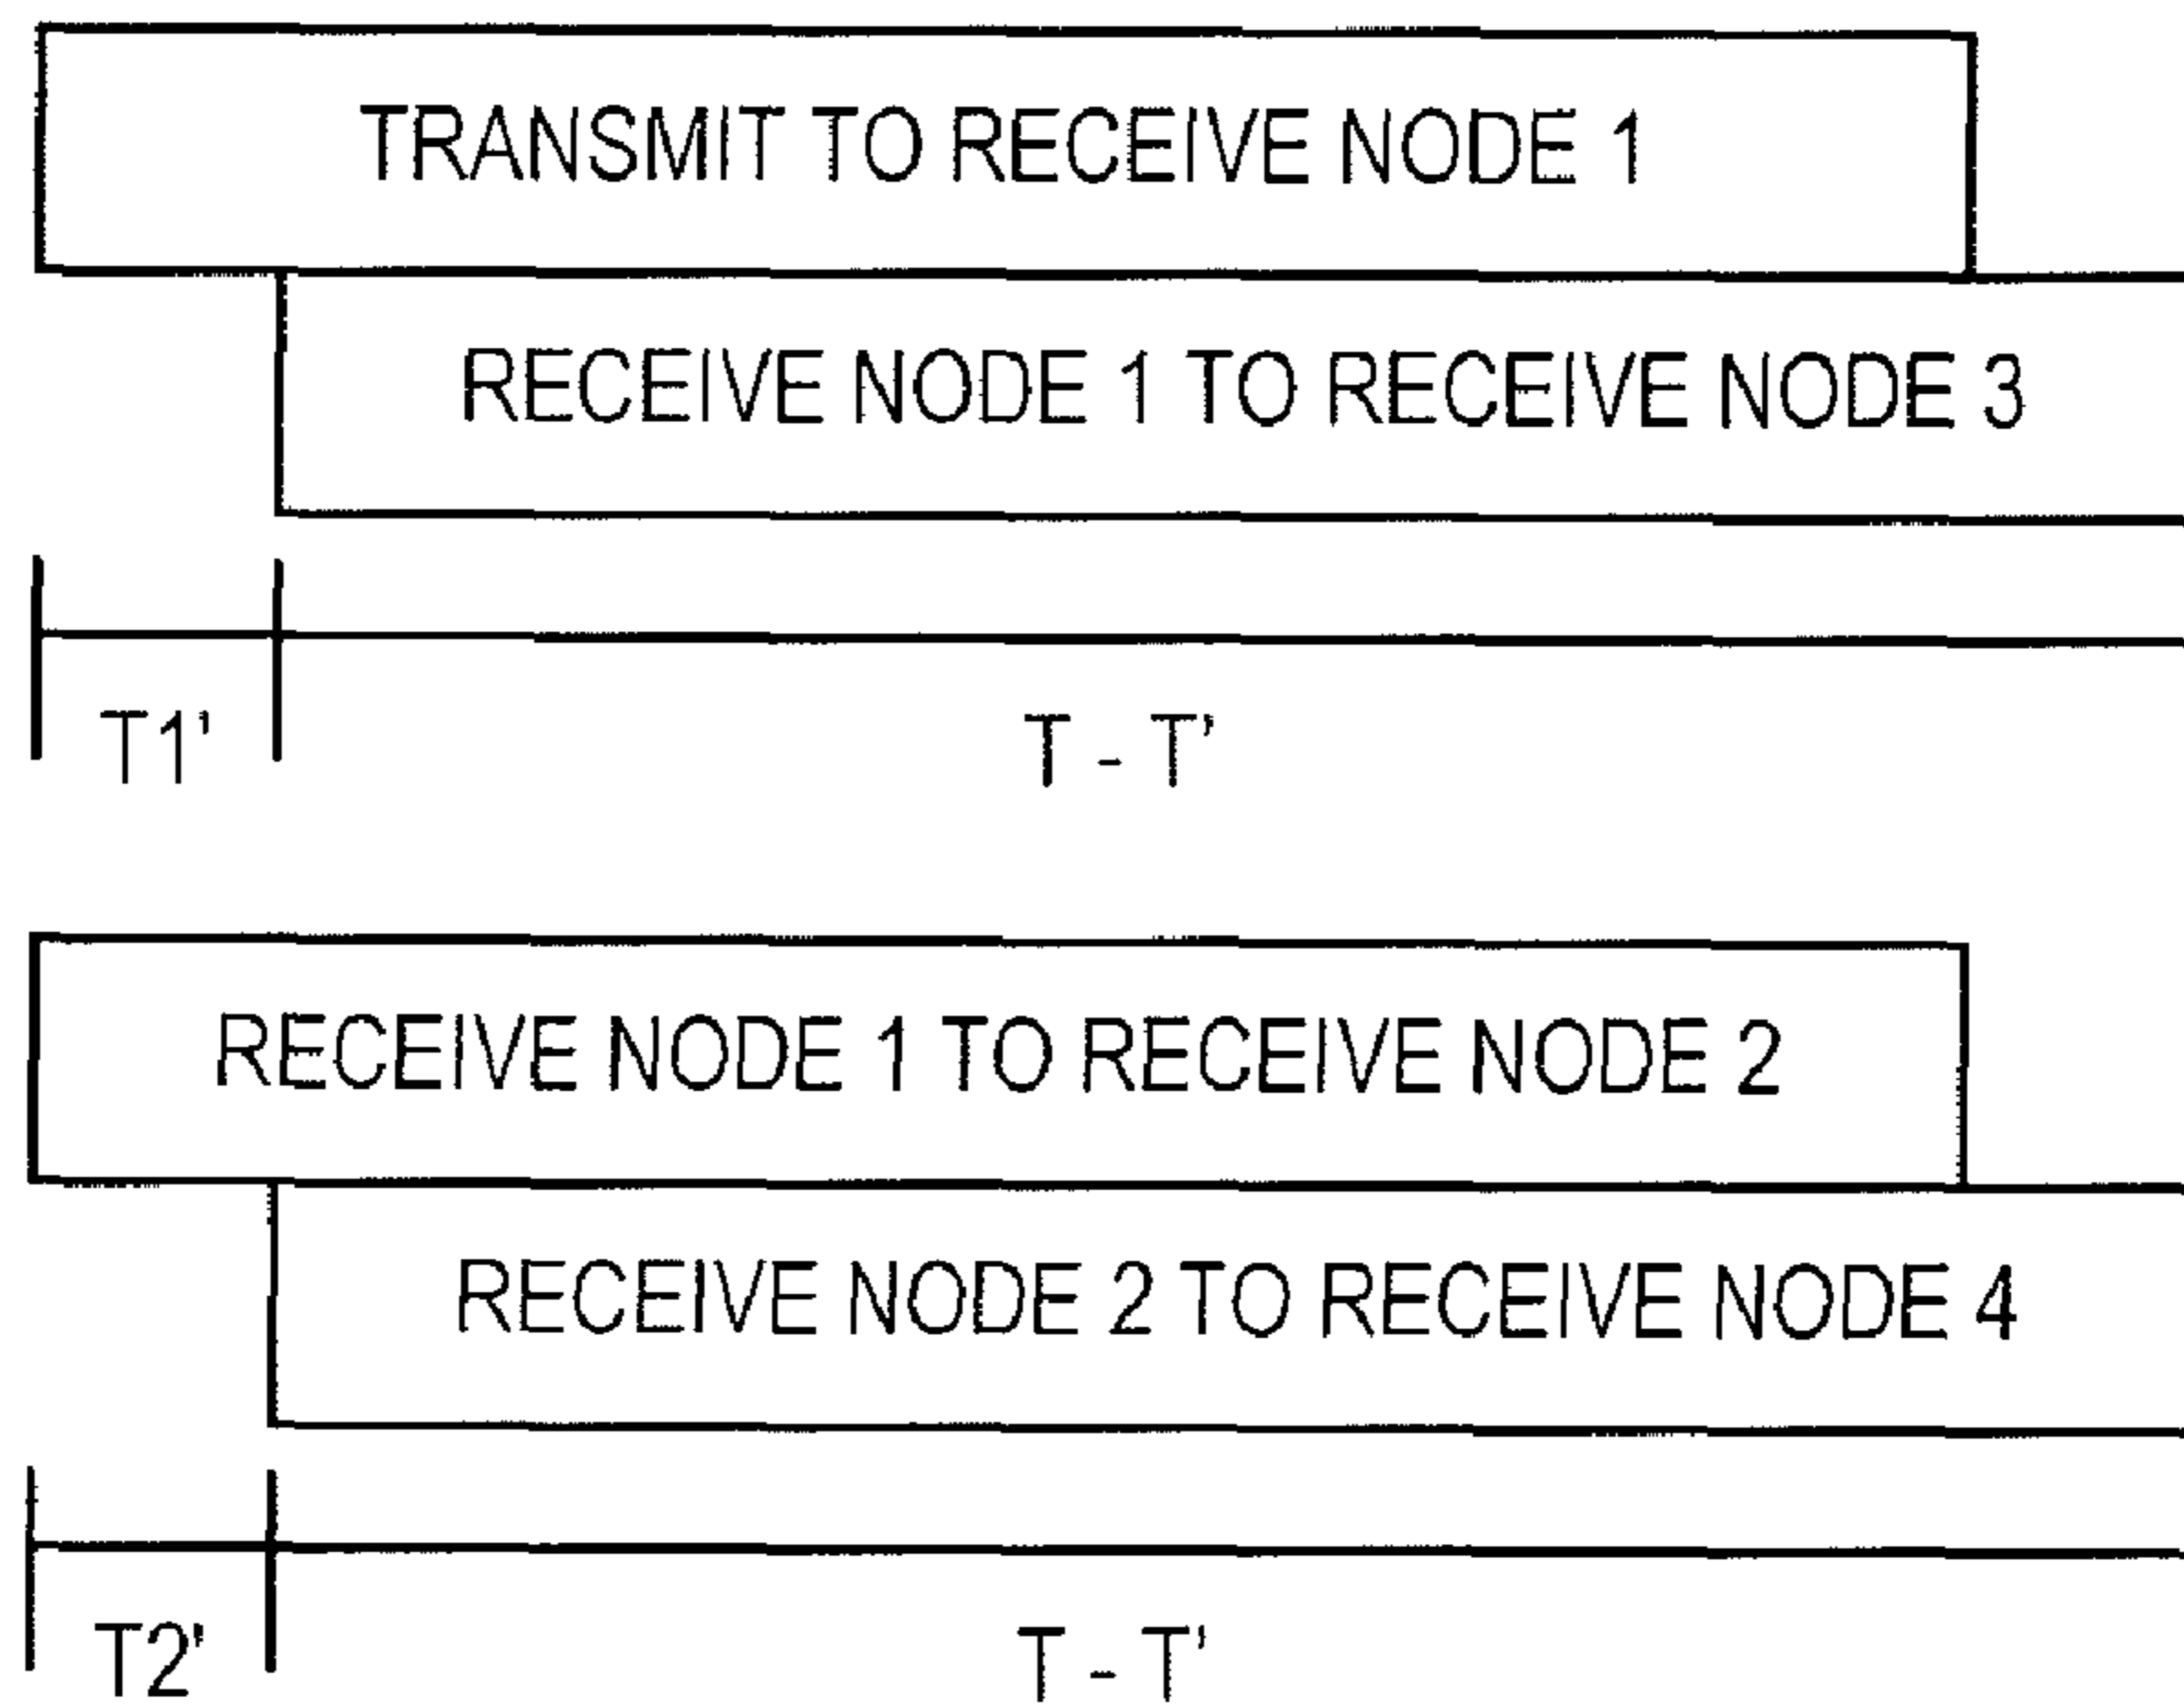 TRANSMIT TO RECEIVE NODE 1
RECEIVE NODE 1 TO RECEIVE NODE 3
T1' T - T'
RECEIVE NODE 1 TO RECEIVE NODE 2
RECEIVE NODE 2 TO RECEIVE NODE 4
T2' T - T'